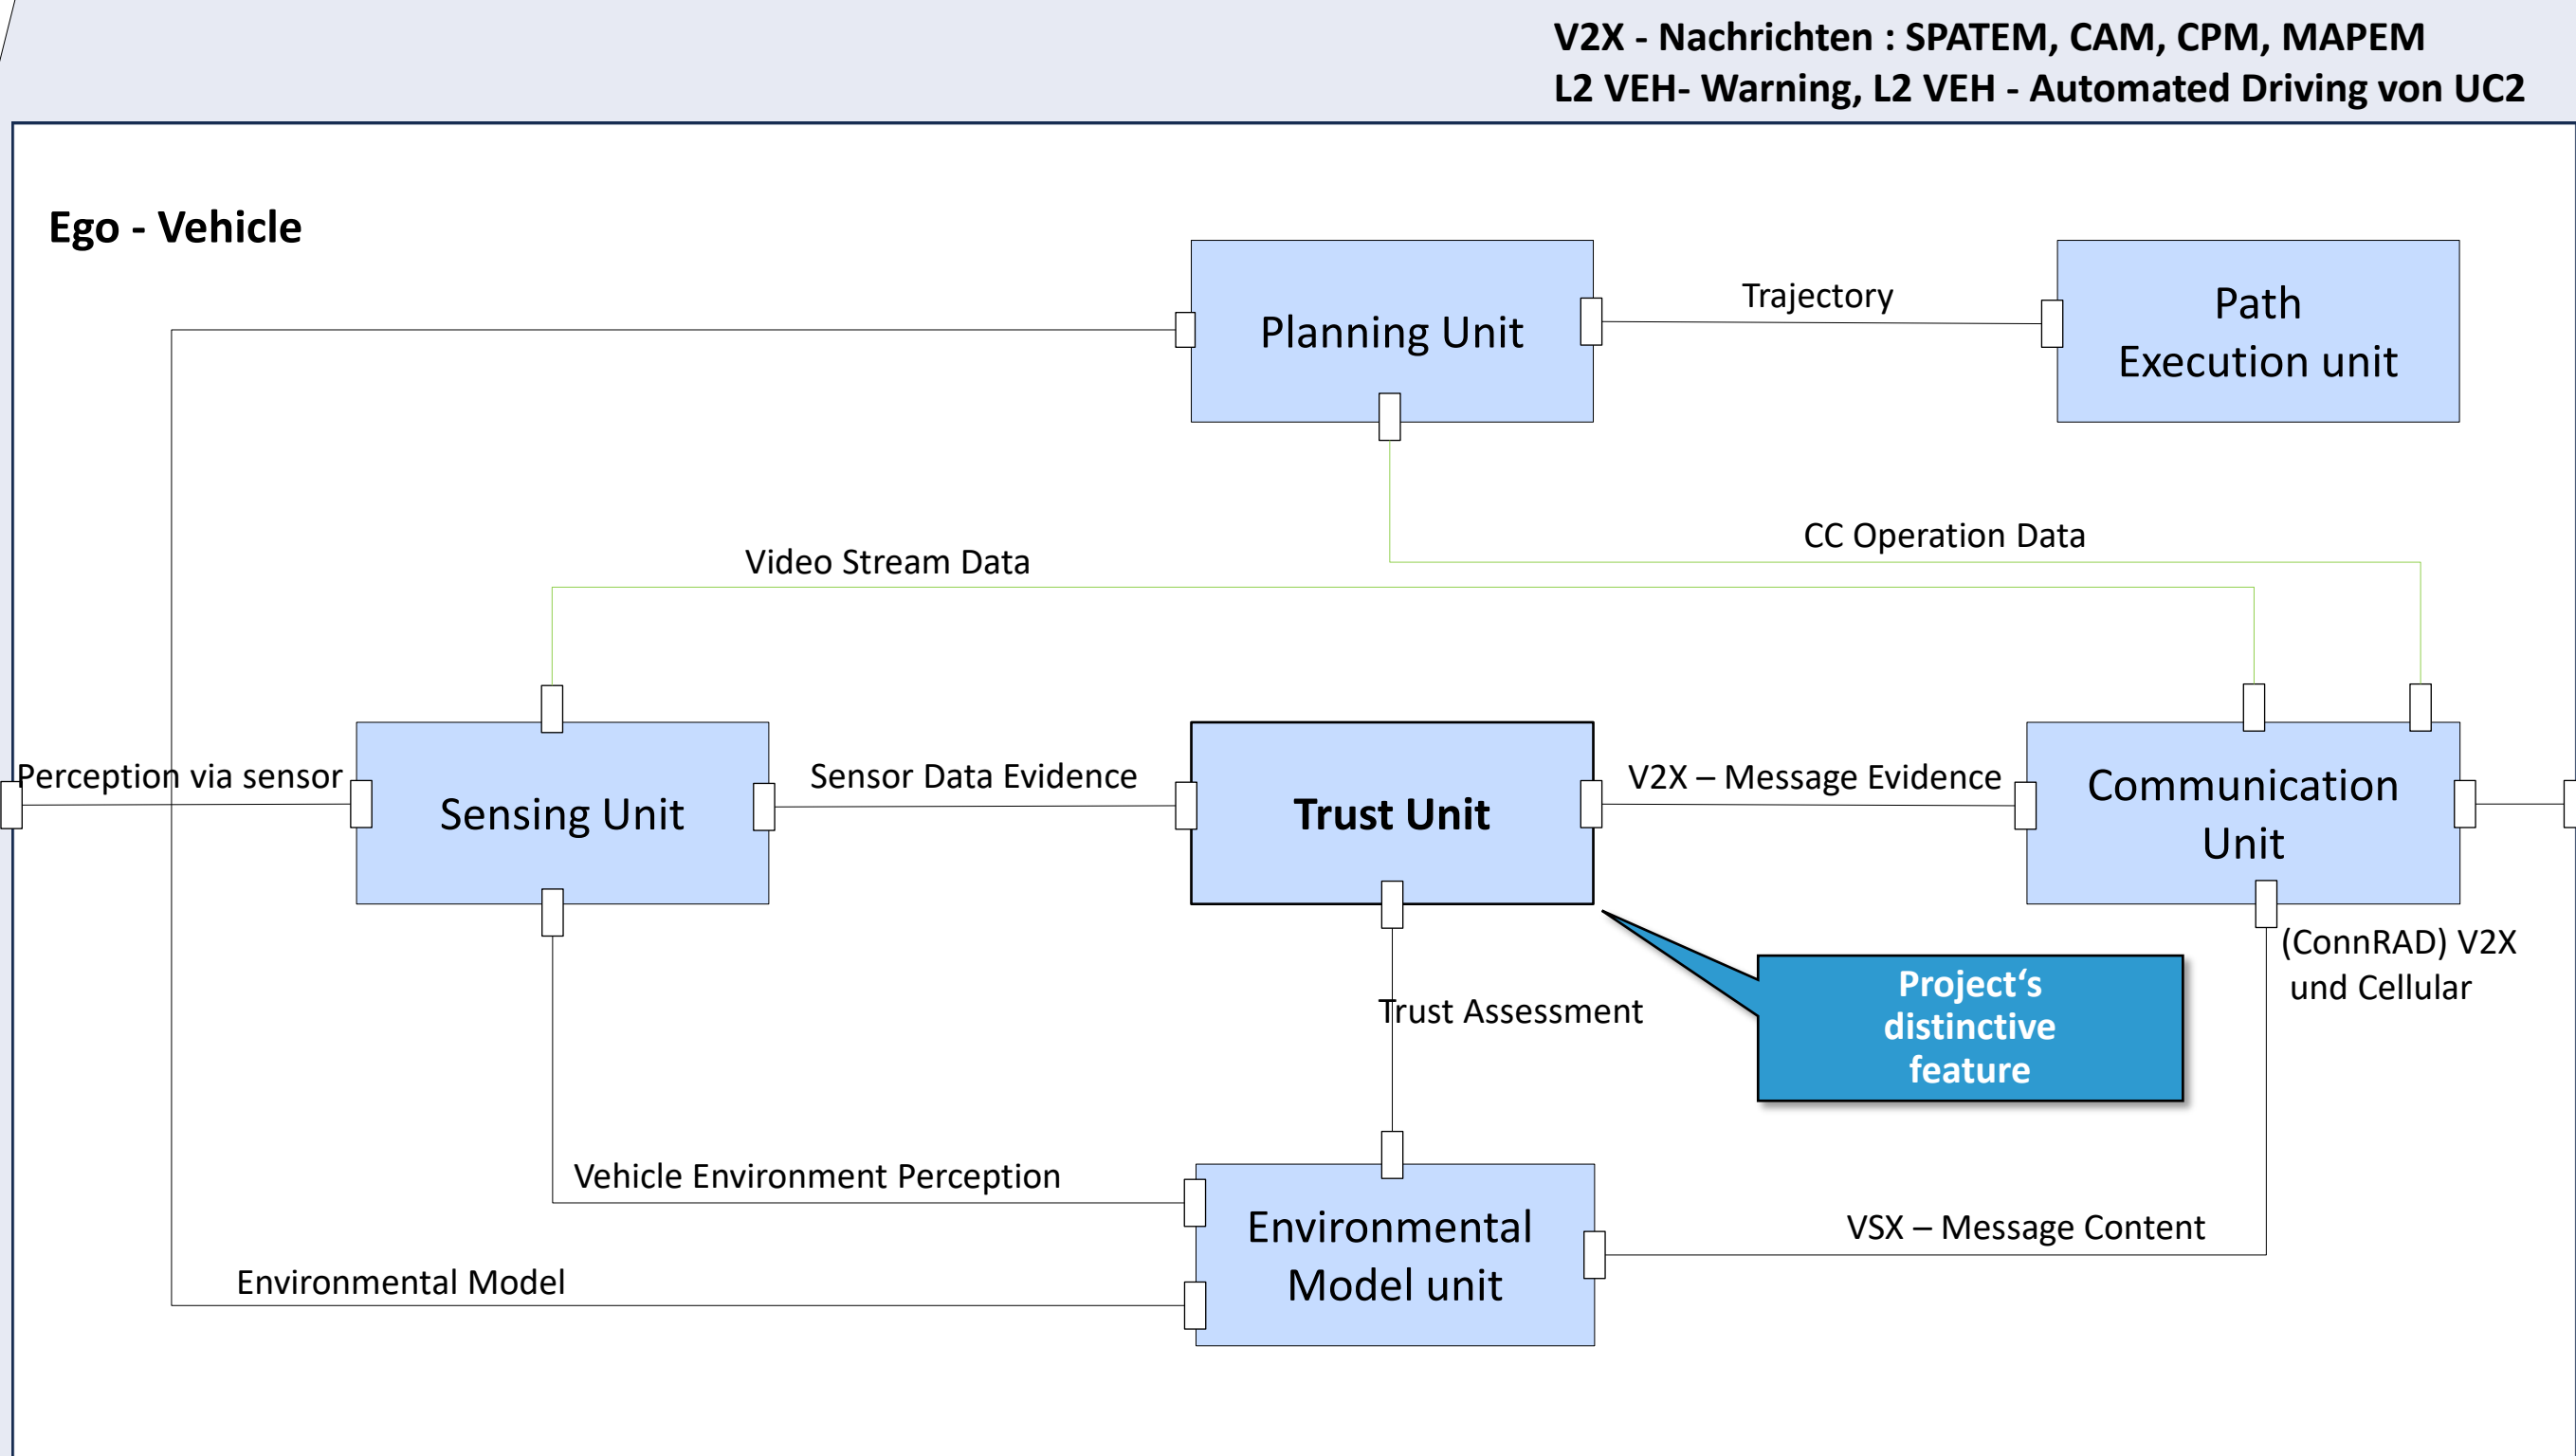 V2X - Nachrichten : SPATEM, CAM, CPM, MAPEM
L2 VEH- Warning, L2 VEH - Automated Driving von UC2
Ego - Vehicle
Planning Unit
Trajectory
Path
Execution unit
CC Operation Data
Video Stream Data
Perception via sensor
Sensing Unit
Sensor Data Evidence
Trust Unit
V2X – Message Evidence
Communication
Unit
(ConnRAD) V2X
und Cellular
Project‘s
distinctive
feature
Trust Assessment
Vehicle Environment Perception
Environmental
Model unit
VSX – Message Content
Environmental Model